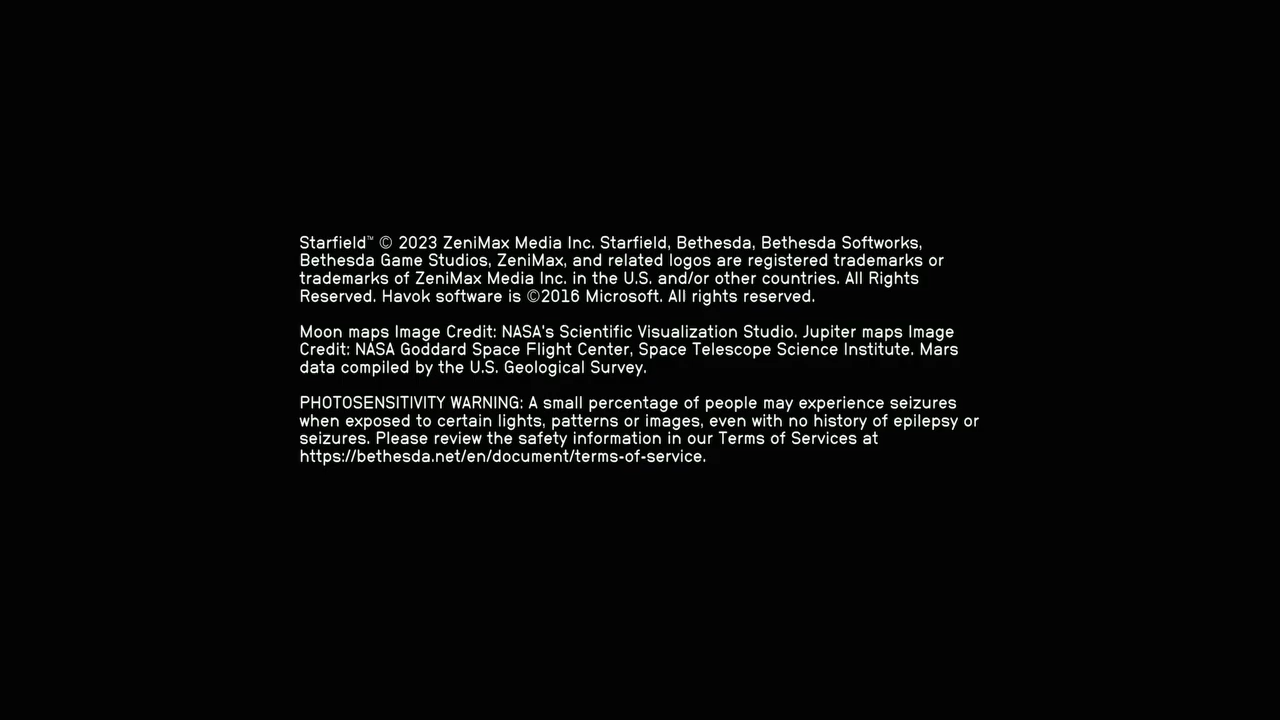 Starfield™ © 2023 ZeniMax Media Inc. Starfield, Bethesda, Bethesda Softworks,
Bethesda Game Studios, ZeniMax, and related logos are registered trademarks or
trademarks of ZeniMax Media Inc. in the U.S. and/or other countries. All Rights
Reserved. Havok software is ©2016 Microsoft. All rights reserved.
Moon maps Image Credit: NASA's Scientific Visualization Studio. Jupiter maps Image
Credit: NASA Goddard Space Flight Center, Space Telescope Science Institute. Mars
data compiled by the U.S. Geological Survey.
PHOTOSENSITIVITY WARNING: A small percentage of people may experience seizures
when exposed to certain lights, patterns or images, even with no history of epilepsy or
seizures. Please review the safety information in our Terms of Services at
https://bethesda.net/en/document/terms-of-service.